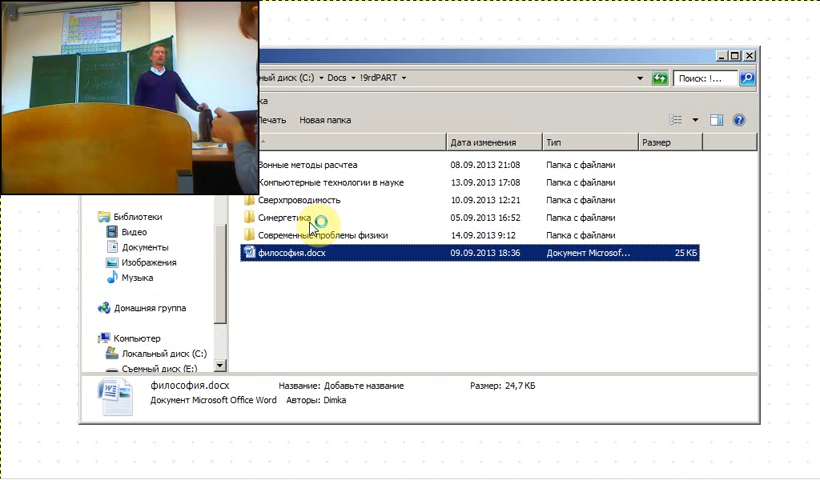 ный диск (C:) ▸ Docs ▸ !9rdPART ▸
Поиск: !...
ка
Печать Новая папка
Дата изменения Тип Размер
Зонные методы расчтеа 08.09.2013 21:08 Папка с файлами
Компьютерные технологии в науке 13.09.2013 17:08 Папка с файлами
Сверхпроводимость 10.09.2013 12:21 Папка с файлами
Синергетика 05.09.2013 16:52 Папка с файлами
Современные проблемы физики 14.09.2013 9:12 Папка с файлами
философия.docx 09.09.2013 18:36 Документ Microsof... 25 КБ
Библиотеки
Видео
Документы
Изображения
Музыка
Домашняя группа
Компьютер
Локальный диск (C:)
Съемный диск (E:)
философия.docx Название: Добавьте название Размер: 24,7 КБ
Документ Microsoft Office Word Авторы: Dimka